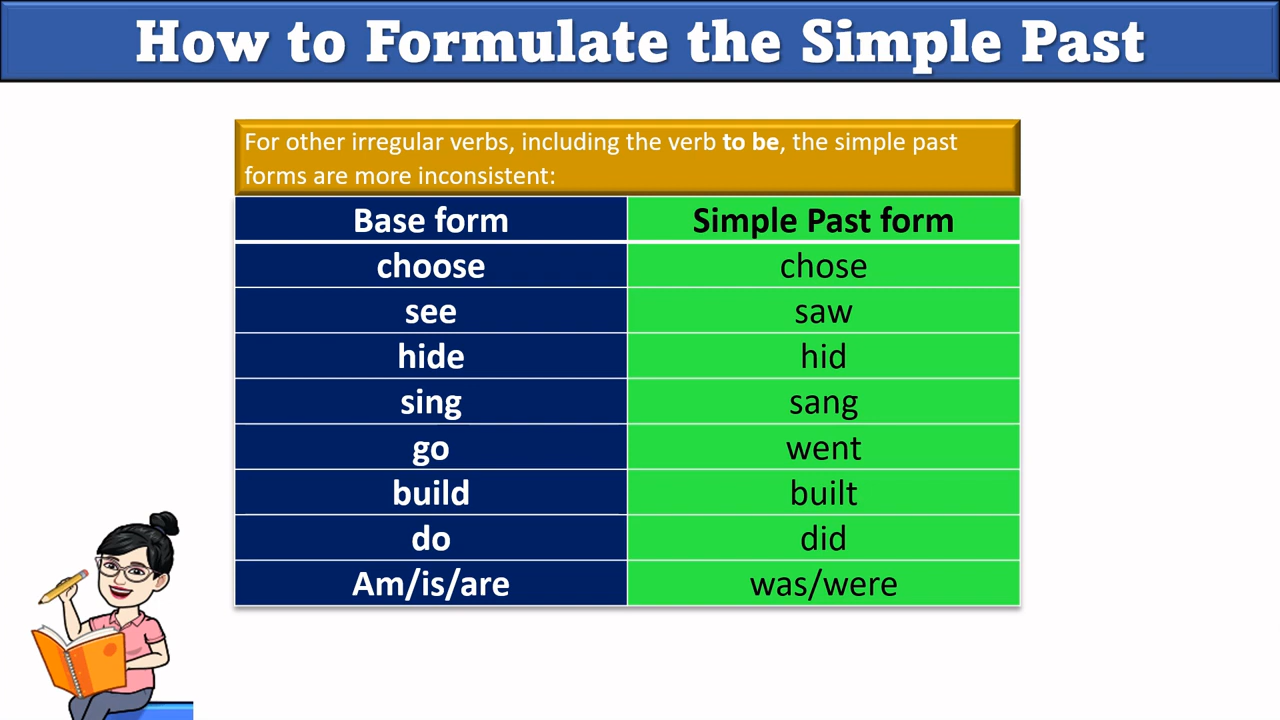 How to Formulate the Simple Past
For other irregular verbs, including the verb to be, the simple past
forms are more inconsistent:
Base form Simple Past form
choose chose
see saw
hide hid
sing sang
go went
build built
do did
Am/is/are was/were